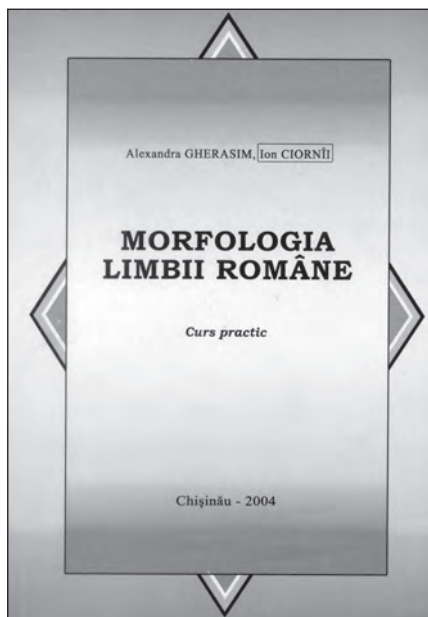 Alexandra GHERASIM, Ion CIORNÎI
MORFOLOGIA
LIMBII ROMÂNE
Curs practic
Chişinău - 2004